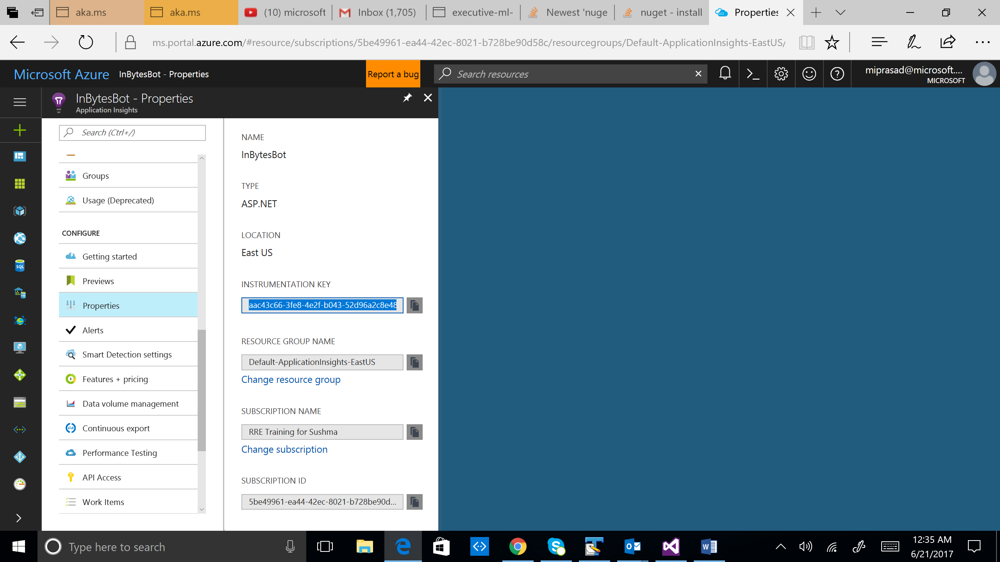 aka.ms
aka.ms
(10) microsoft
Inbox (1,705)
executive-ml-
Newest 'nuge
nuget - install
Properties
ms.portal.azure.com/#resource/subscriptions/5be49961-ea44-42ec-8021-b728be90d58c/resourcegroups/Default-ApplicationInsights-EastUS/
Microsoft Azure
InBytesBot - Properties
Report a bug
Search resources
miprasad@microsoft....
MICROSOFT
InBytesBot - Properties
Application Insights
Search (Ctrl+/)
Groups
Usage (Deprecated)
CONFIGURE
Getting started
Previews
Properties
Alerts
Smart Detection settings
Features + pricing
Data volume management
Continuous export
Performance Testing
API Access
Work Items
NAME
InBytesBot
TYPE
ASP.NET
LOCATION
East US
INSTRUMENTATION KEY
aac43c66-3fe8-4e2f-b043-52d96a2c8e48
RESOURCE GROUP NAME
Default-ApplicationInsights-EastUS
Change resource group
SUBSCRIPTION NAME
RRE Training for Sushma
Change subscription
SUBSCRIPTION ID
5be49961-ea44-42ec-8021-b728be90d...
Type here to search
12:35 AM
6/21/2017